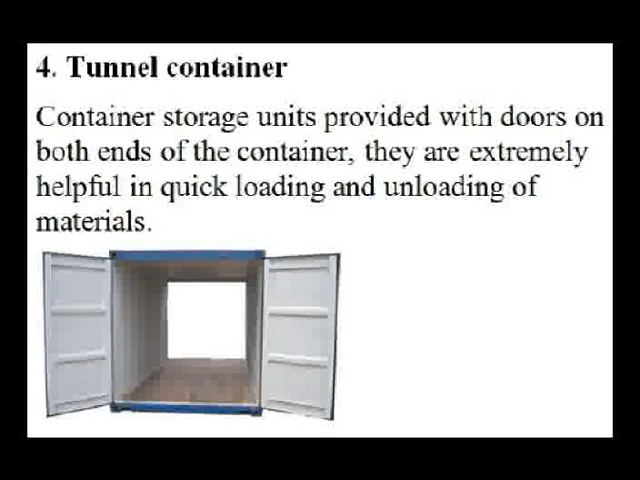 4. Tunnel container
Container storage units provided with doors on
both ends of the container, they are extremely
helpful in quick loading and unloading of
materials.